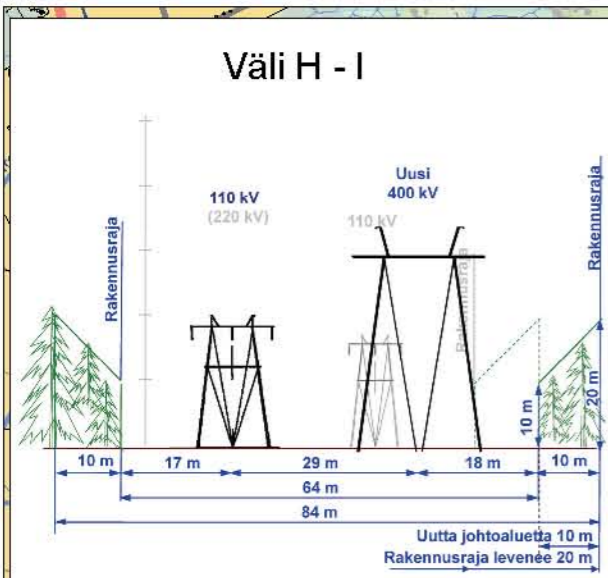 Väli H - I
Uusi
400 kV
110 kV
(220 kV)
110 kV
Rakennusraja
Rakennusraja
Rakennusraja
10 m
20 m
10 m
17 m
29 m
18 m
10 m
64 m
84 m
Uutta johtoaluetta 10 m
Rakennusraja levenee 20 m